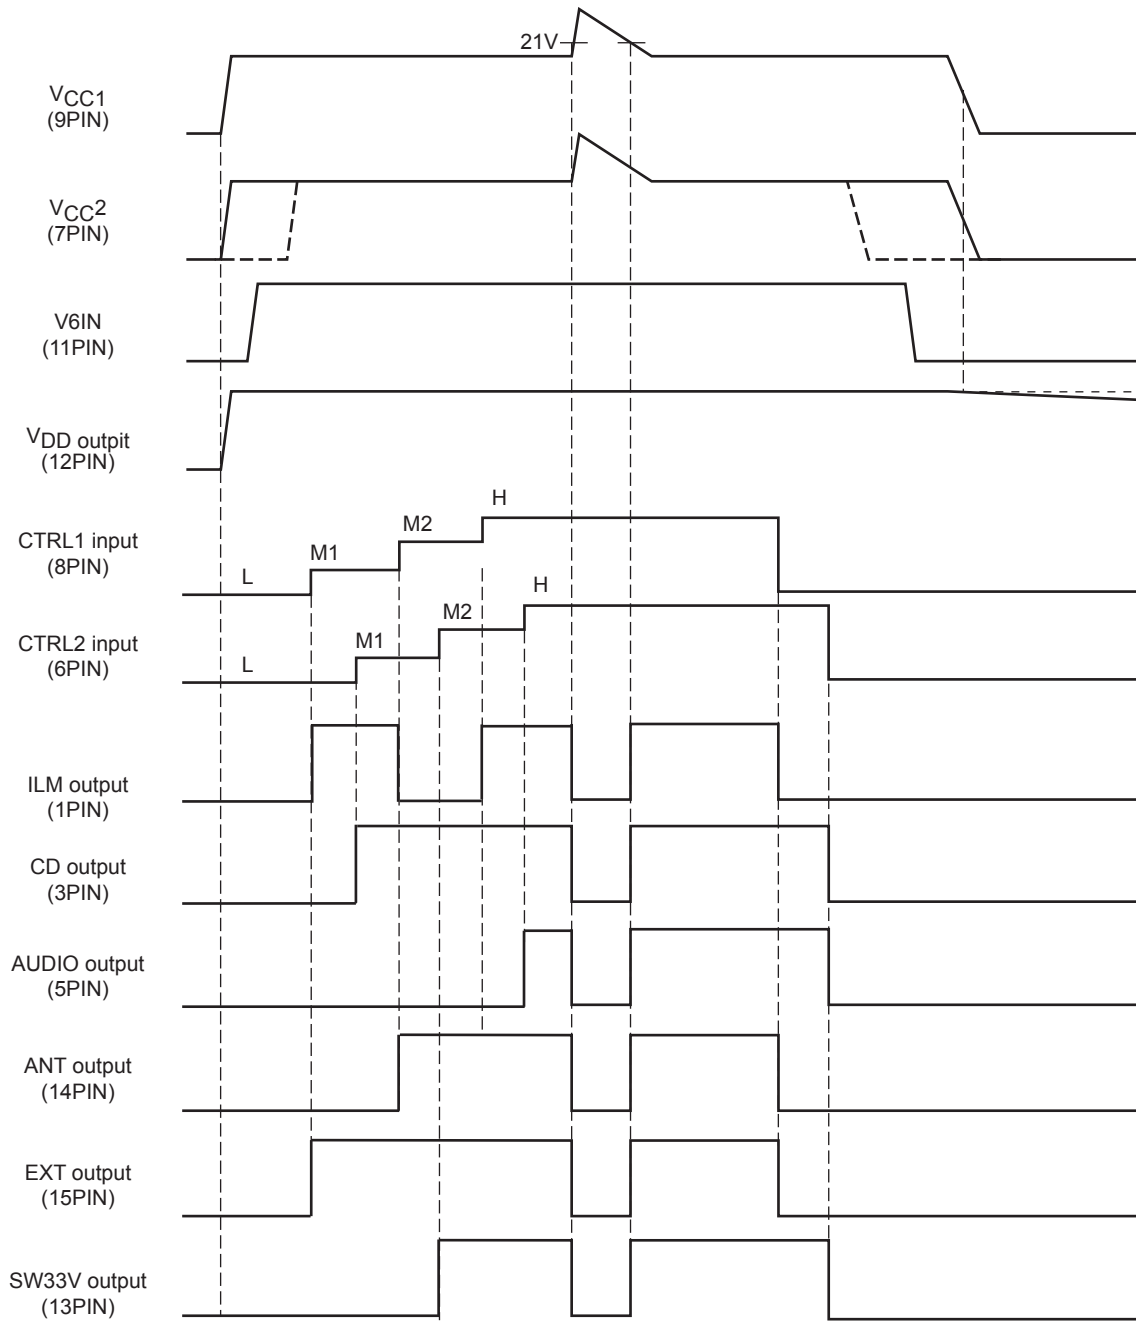 21V
VCC1
(9PIN)
VCC2
(7PIN)
V6IN
(11PIN)
VDD outpit
(12PIN)
H
M2
CTRL1 input
(8PIN)
M1
L
H
M2
CTRL2 input
(6PIN)
M1
L
ILM output
(1PIN)
CD output
(3PIN)
AUDIO output
(5PIN)
ANT output
(14PIN)
EXT output
(15PIN)
SW33V output
(13PIN)